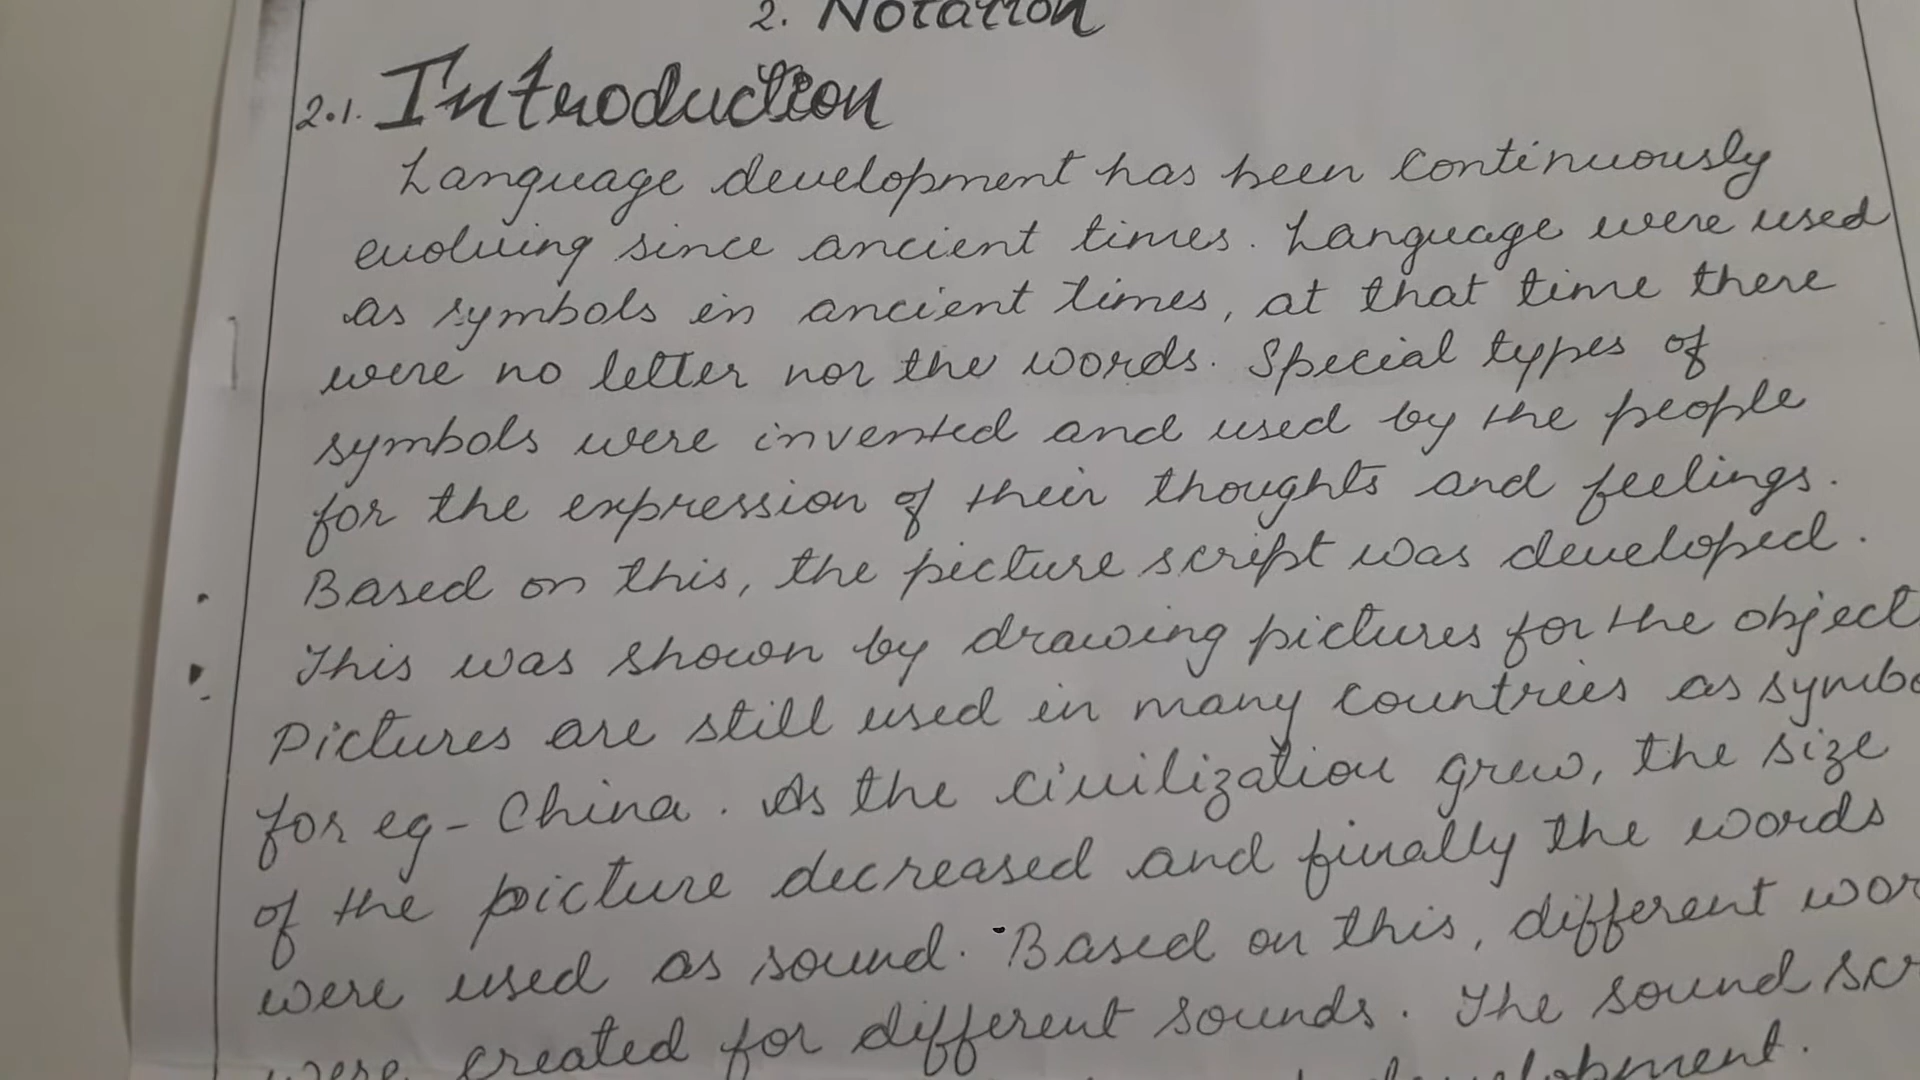 2. Notation
2.1. Introduction
Language development has been continuously
evolving since ancient times. Language were used
as symbols in ancient times, at that time there
were no letter nor the words. Special types of
symbols were invented and used by the people
for the expression of their thoughts and feelings.
Based on this, the picture script was developed.
This was shown by drawing pictures for the object
Pictures are still used in many countries as symbo
for eg- China. As the civilization grew, the size
of the picture decreased and finally the words
were used as sound. Based on this, different wor
were created for different sounds. The sound sc
development.